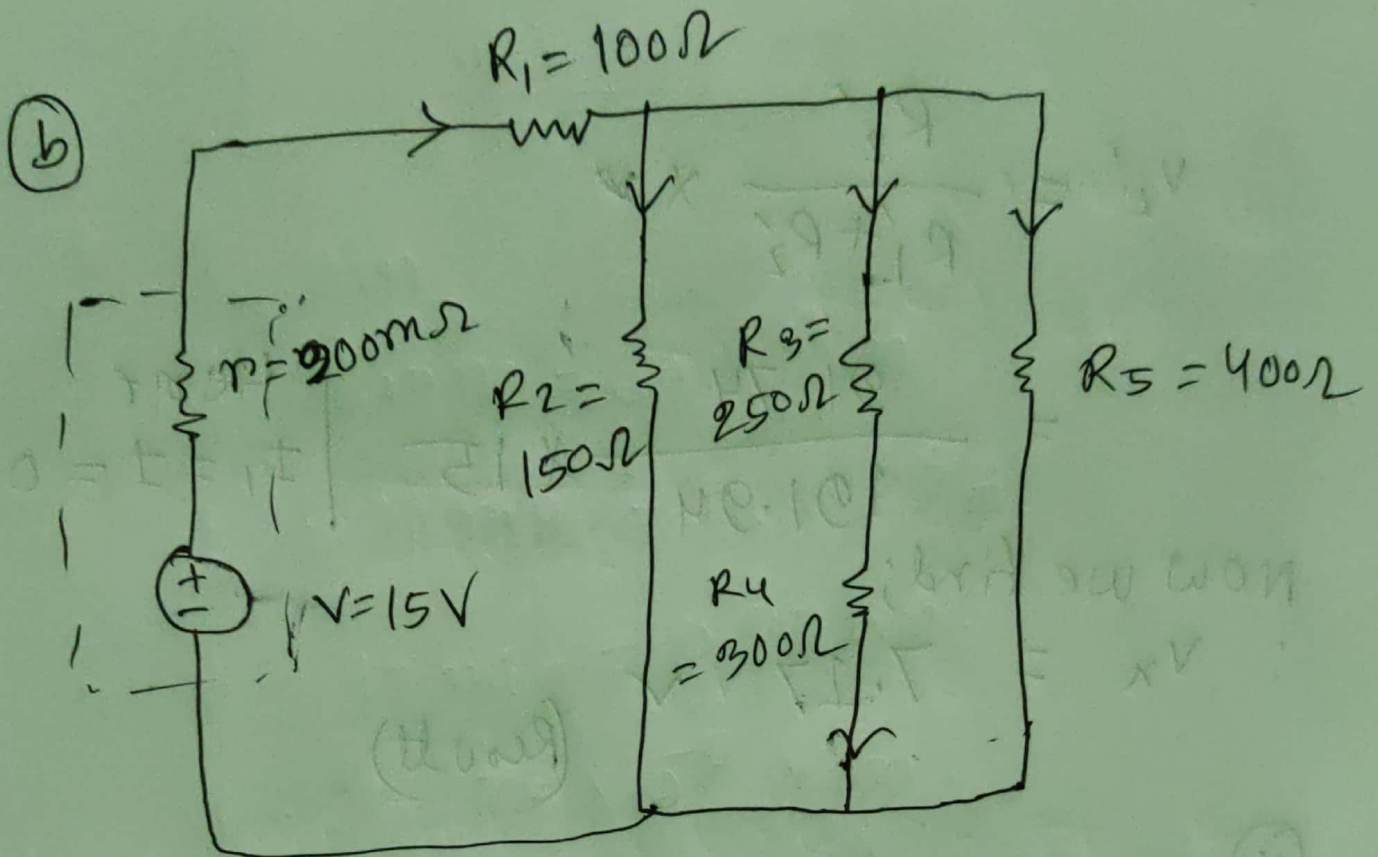 R₁ = 100Ω
(b)
r = 200mΩ
V = 15V
R2 =
150Ω
R3 =
250Ω
R4
= 300Ω
R5 = 400Ω